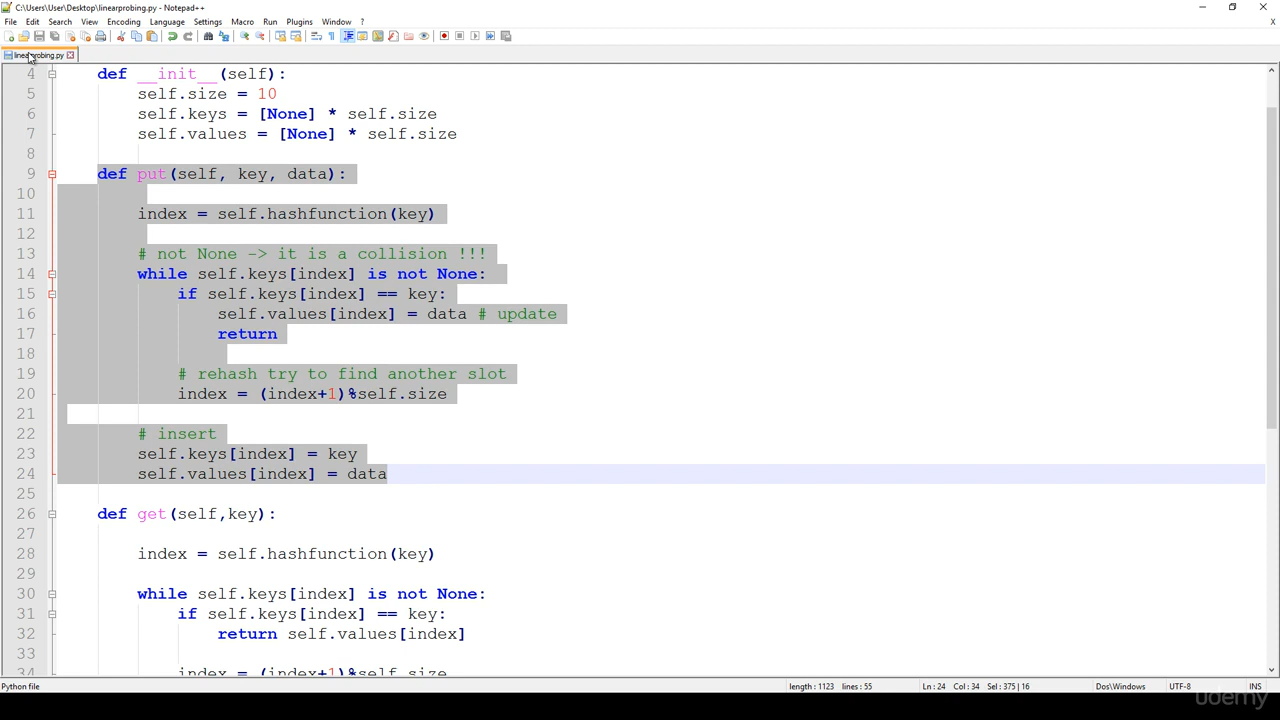 C:\Users\User\Desktop\linearprobing.py - Notepad++
File Edit Search View Encoding Language Settings Macro Run Plugins Window ?
linearprobing.py
4 def __init__(self):
5 self.size = 10
6 self.keys = [None] * self.size
7 self.values = [None] * self.size
8
9 def put(self, key, data):
10
11 index = self.hashfunction(key)
12
13 # not None -> it is a collision !!!
14 while self.keys[index] is not None:
15 if self.keys[index] == key:
16 self.values[index] = data # update
17 return
18
19 # rehash try to find another slot
20 index = (index+1)%self.size
21
22 # insert
23 self.keys[index] = key
24 self.values[index] = data
25
26 def get(self,key):
27
28 index = self.hashfunction(key)
29
30 while self.keys[index] is not None:
31 if self.keys[index] == key:
32 return self.values[index]
33
34 index = (index+1)%self.size
Python file length : 1123 lines : 55 Ln : 24 Col : 34 Sel : 375 | 16 Dos\Windows UTF-8 INS
udemy